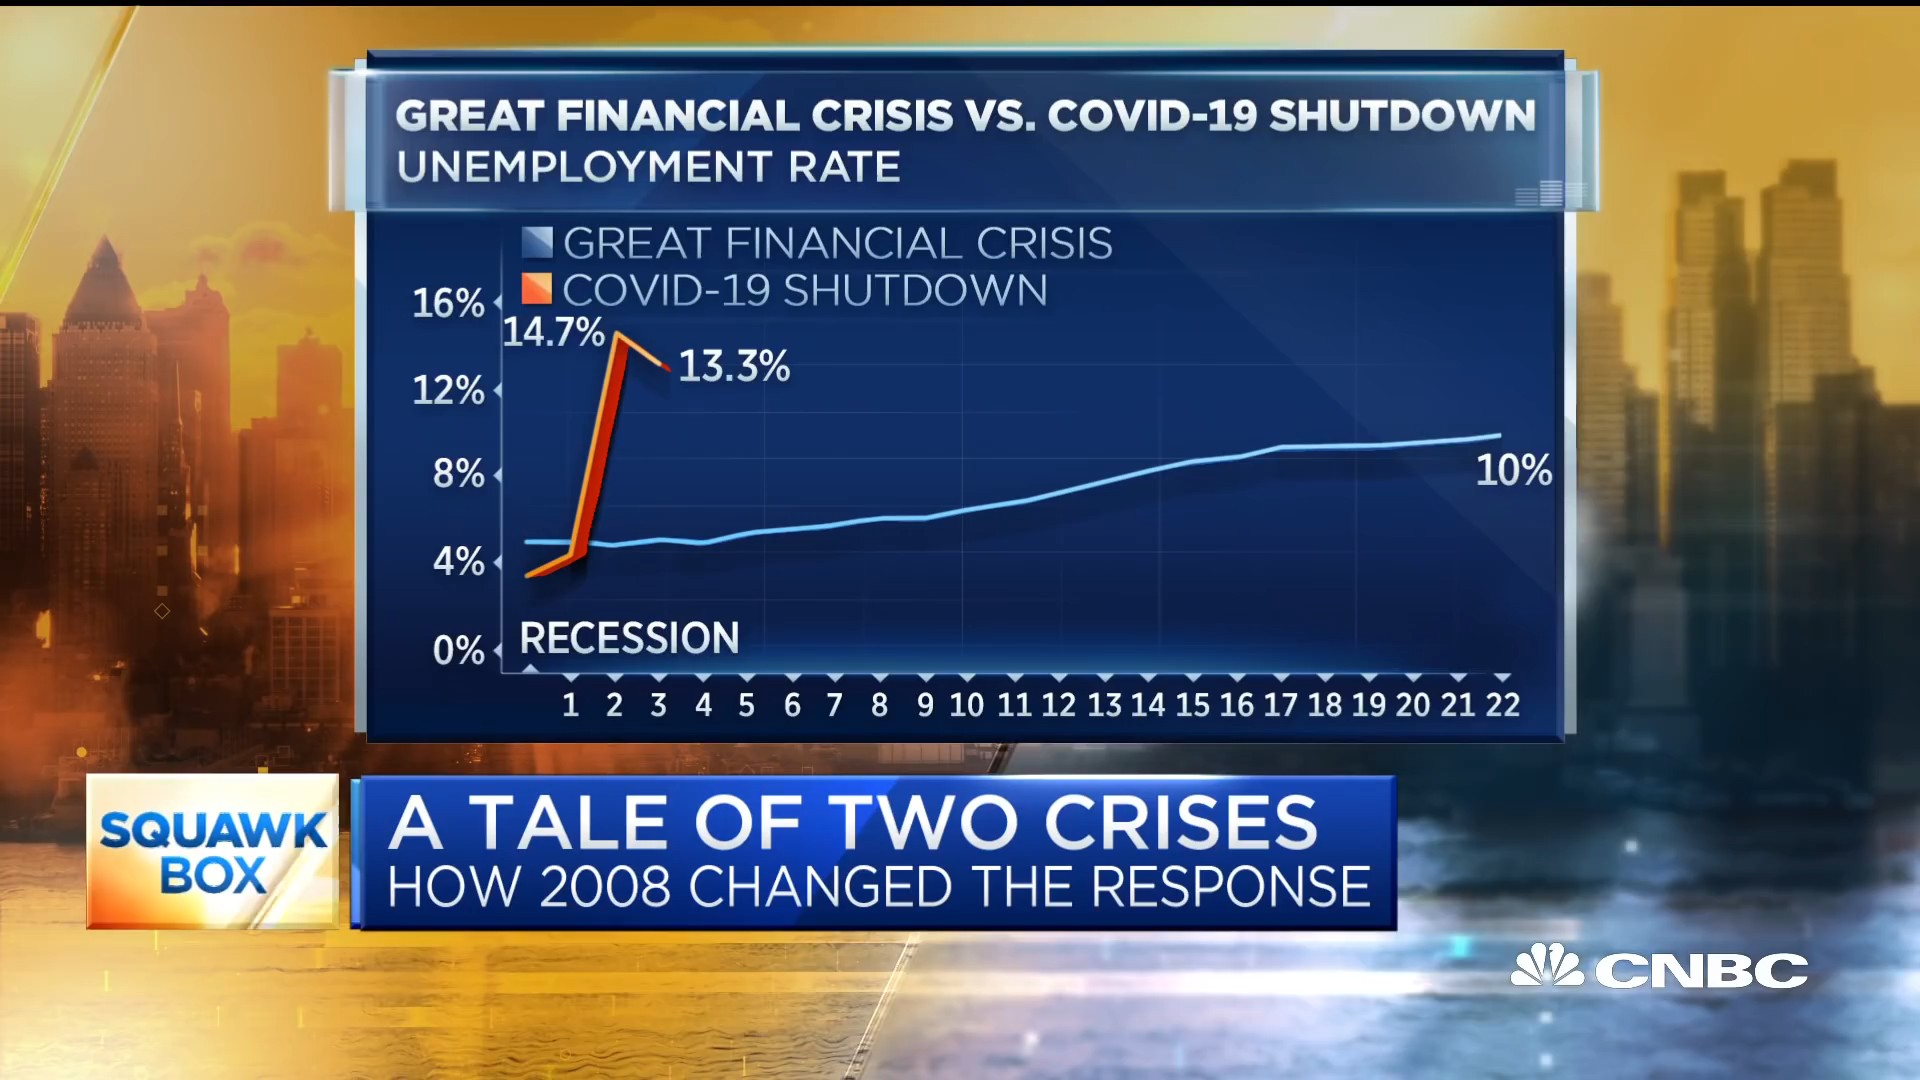 GREAT FINANCIAL CRISIS VS. COVID-19 SHUTDOWN
UNEMPLOYMENT RATE
GREAT FINANCIAL CRISIS
COVID-19 SHUTDOWN
16%
14.7%
13.3%
12%
8%
10%
4%
0%
RECESSION
1 2 3 4 5 6 7 8 9 10 11 12 13 14 15 16 17 18 19 20 21 22
SQUAWK
BOX
A TALE OF TWO CRISES
HOW 2008 CHANGED THE RESPONSE
CNBC